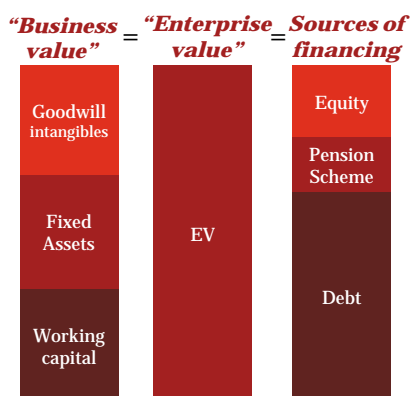 “Business value” = “Enterprise value” = Sources of financing
Goodwill
intangibles
Fixed
Assets
Working
capital
EV
Equity
Pension
Scheme
Debt